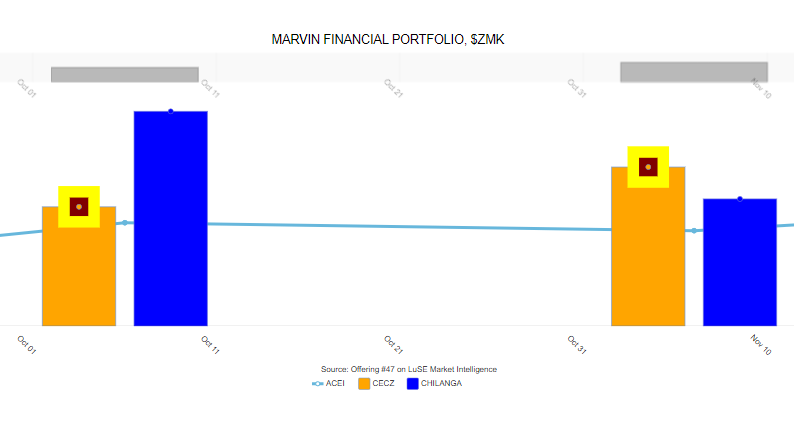 MARVIN FINANCIAL PORTFOLIO, $ZMK
Oct 01
Oct 11
Oct 21
Oct 31
Nov 10
Oct 01
Oct 11
Oct 21
Oct 31
Nov 10
Source: Offering #47 on LuSE Market Intelligence
ACEI CECZ CHILANGA